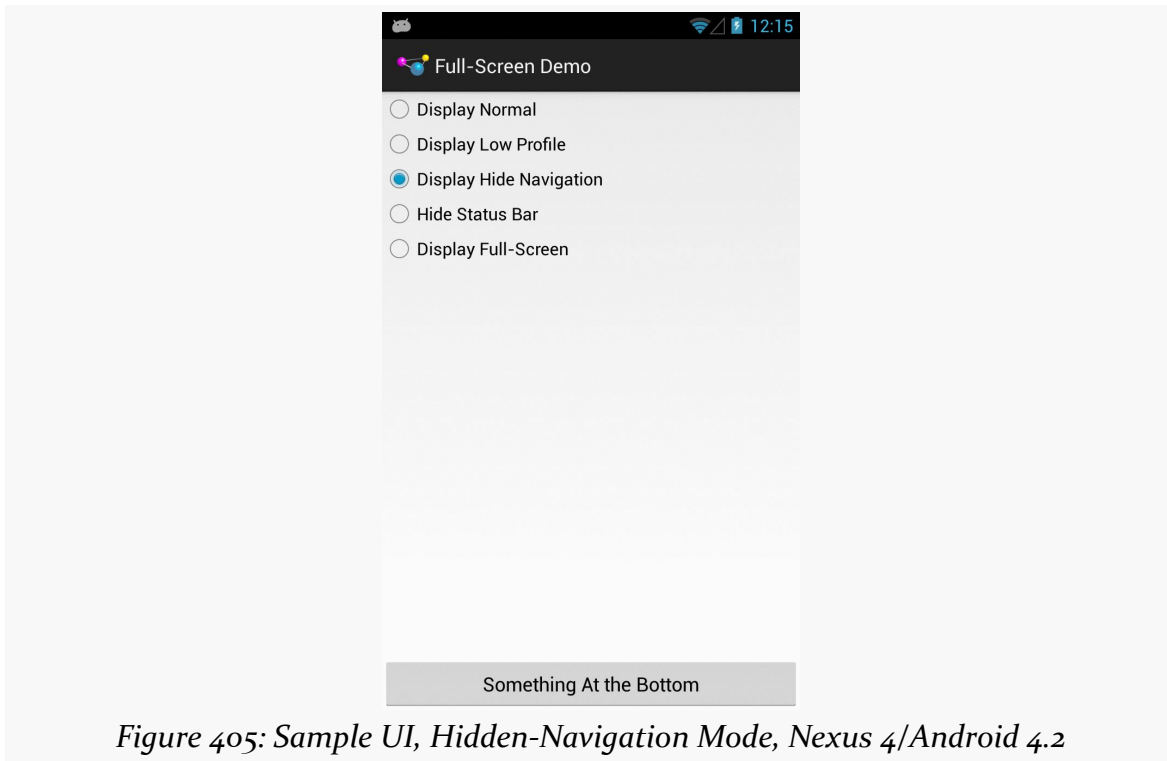 12:15
Full-Screen Demo
Display Normal
Display Low Profile
Display Hide Navigation
Hide Status Bar
Display Full-Screen
Something At the Bottom
Figure 405: Sample UI, Hidden-Navigation Mode, Nexus 4/Android 4.2